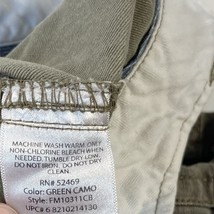 MACHINE WASH WARM ONLY
NON-CHLORINE BLEACH WHEN
NEEDED. TUMBLE DRY LOW.
DO NOT IRON. DO NOT DRY
CLEAN.
RN# 52469
Color: GREEN CAMO
Style: FM10311CB
UPC# 6 8210214130